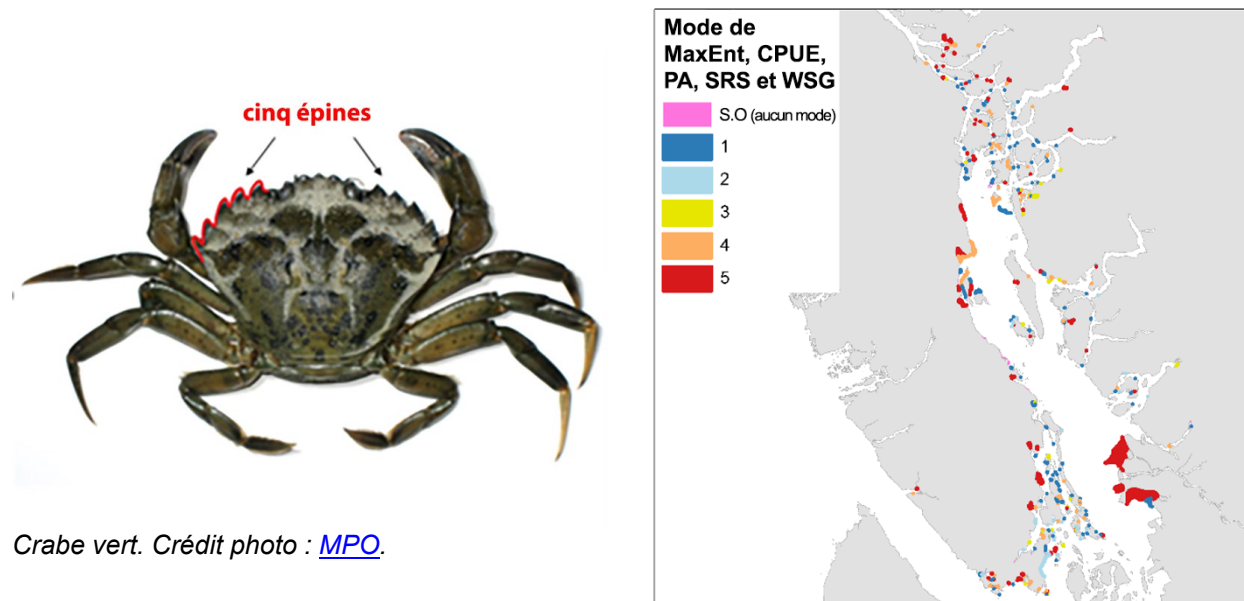 cinq épines
Crabe vert. Crédit photo : MPO.
Mode de
MaxEnt, CPUE,
PA, SRS et WSG
S.O (aucun mode)
1
2
3
4
5